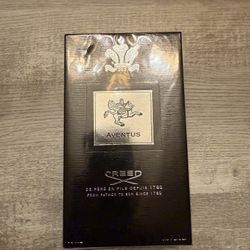 AVENTUS
CREED
DE PÈRE EN FILS DEPUIS 1760
FROM FATHER TO SON SINCE 1760